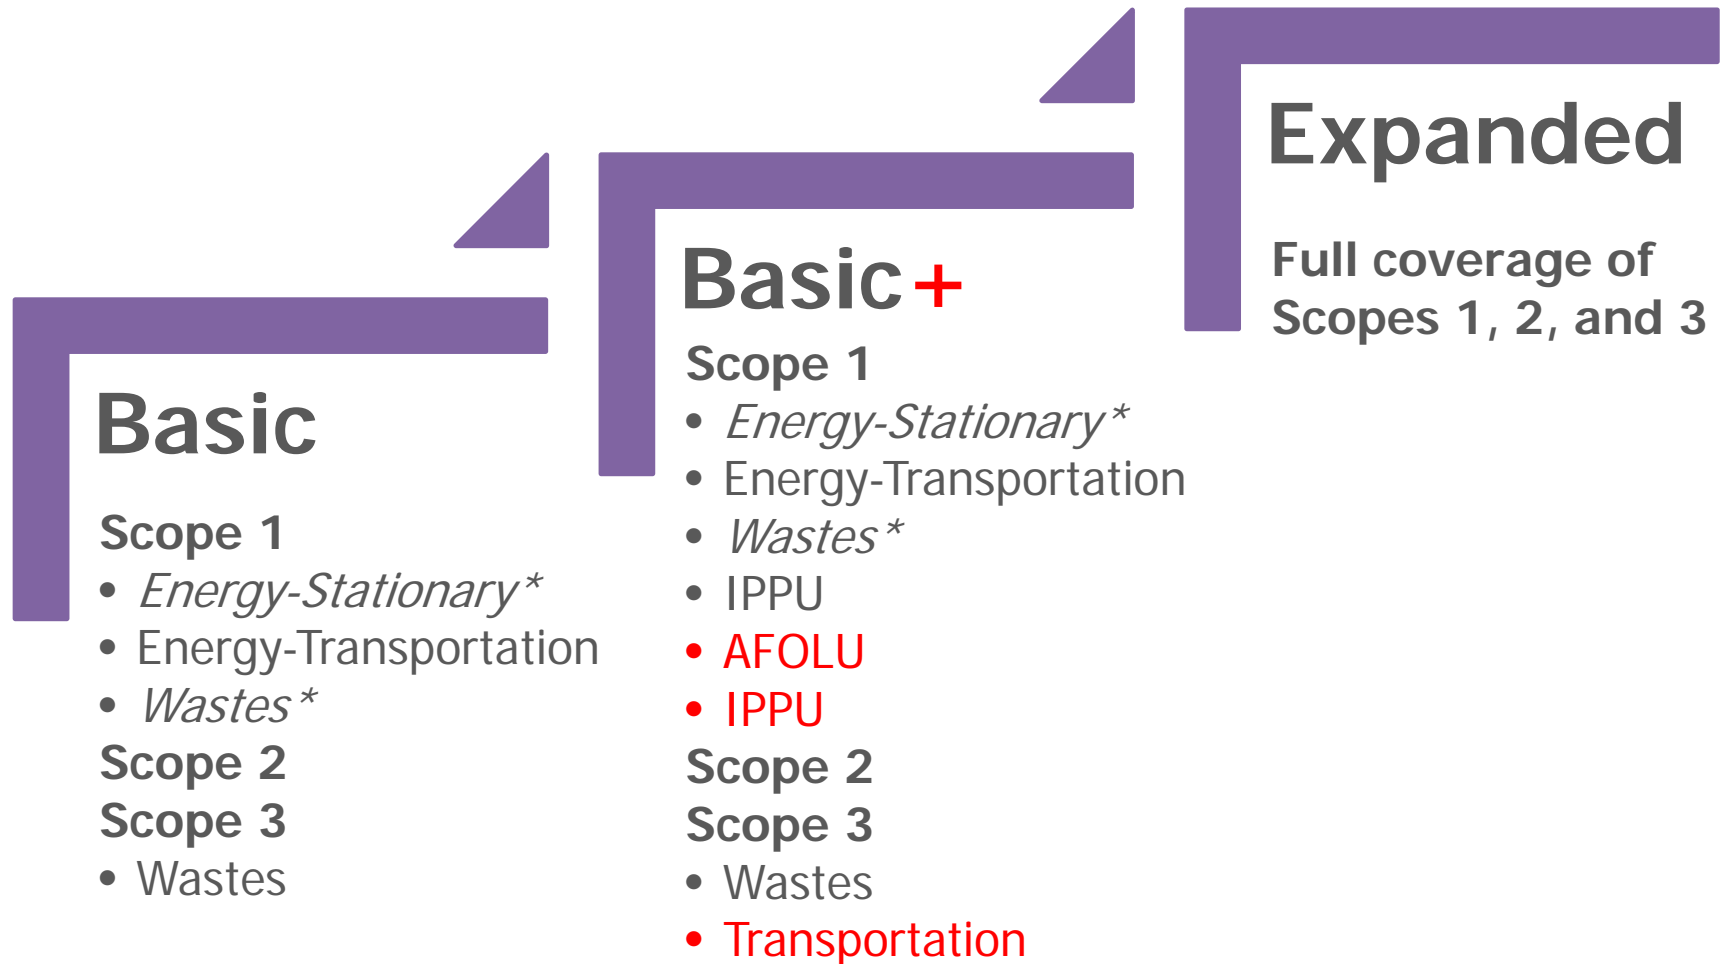 Basic
Scope 1
• Energy-Stationary*
• Energy-Transportation
• Wastes*
Scope 2
Scope 3
• Wastes
Basic+
Scope 1
• Energy-Stationary*
• Energy-Transportation
• Wastes*
• IPPU
• AFOLU
• IPPU
Scope 2
Scope 3
• Wastes
• Transportation
Expanded
Full coverage of
Scopes 1, 2, and 3